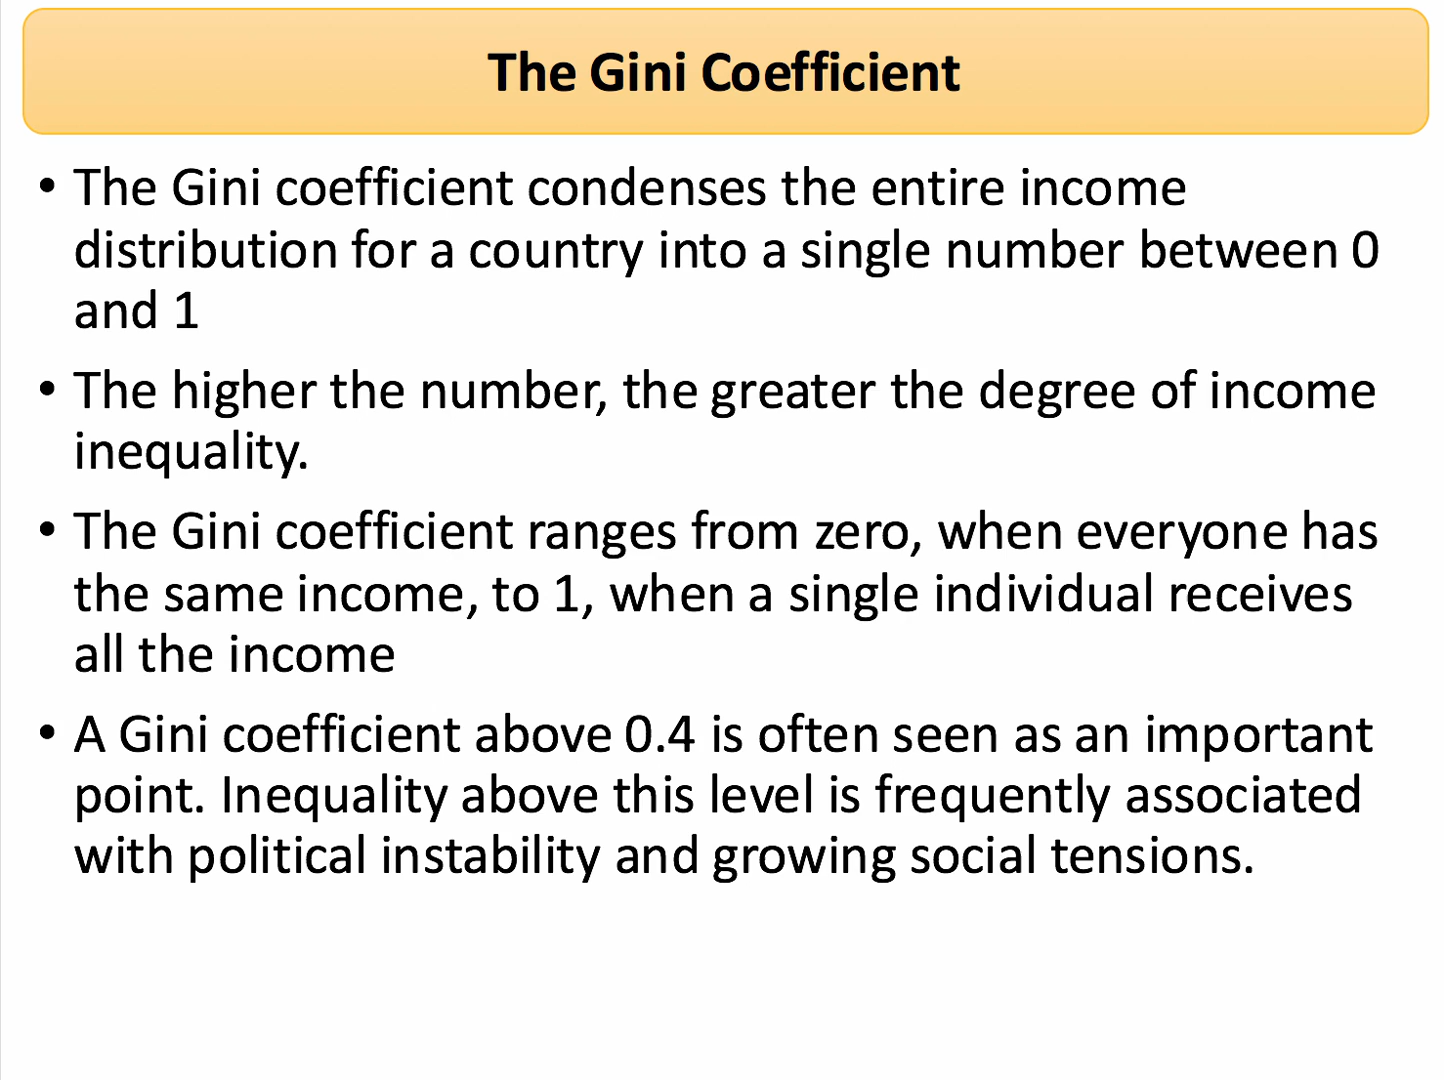 The Gini Coefficient
• The Gini coefficient condenses the entire income
distribution for a country into a single number between 0
and 1
• The higher the number, the greater the degree of income
inequality.
• The Gini coefficient ranges from zero, when everyone has
the same income, to 1, when a single individual receives
all the income
• A Gini coefficient above 0.4 is often seen as an important
point. Inequality above this level is frequently associated
with political instability and growing social tensions.